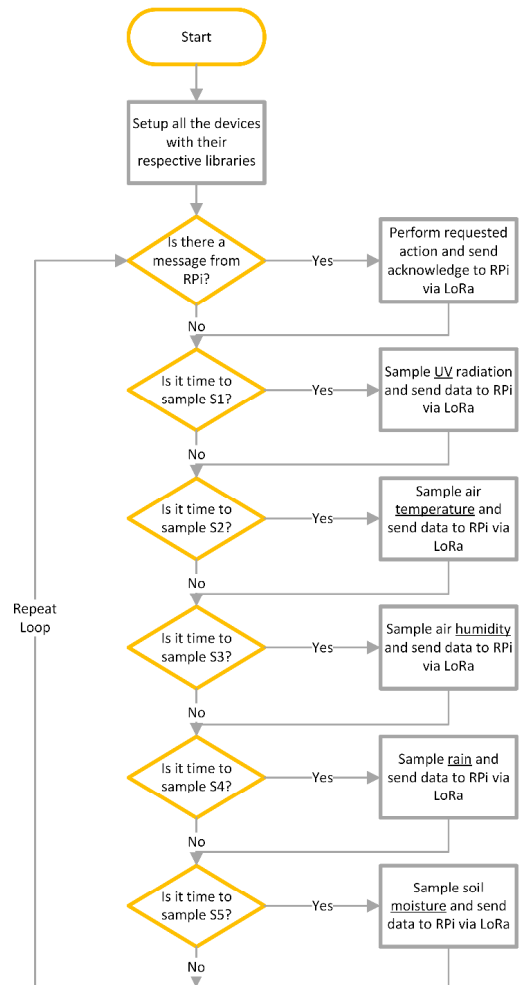 Start
Setup all the devices
with their
respective libraries
Is there a
message from
RPi?
Yes
Perform requested
action and send
acknowledge to RPi
via LoRa
No
Is it time to
sample S1?
Yes
Sample UV radiation
and send data to RPi
via LoRa
No
Is it time to
sample S2?
Yes
Sample air
temperature and
send data to RPi via
LoRa
No
Repeat
Loop
Is it time to
sample S3?
Yes
Sample air humidity
and send data to RPi
via LoRa
No
Is it time to
sample S4?
Yes
Sample rain and
send data to RPi via
LoRa
No
Is it time to
sample S5?
Yes
Sample soil
moisture and send
data to RPi via LoRa
No